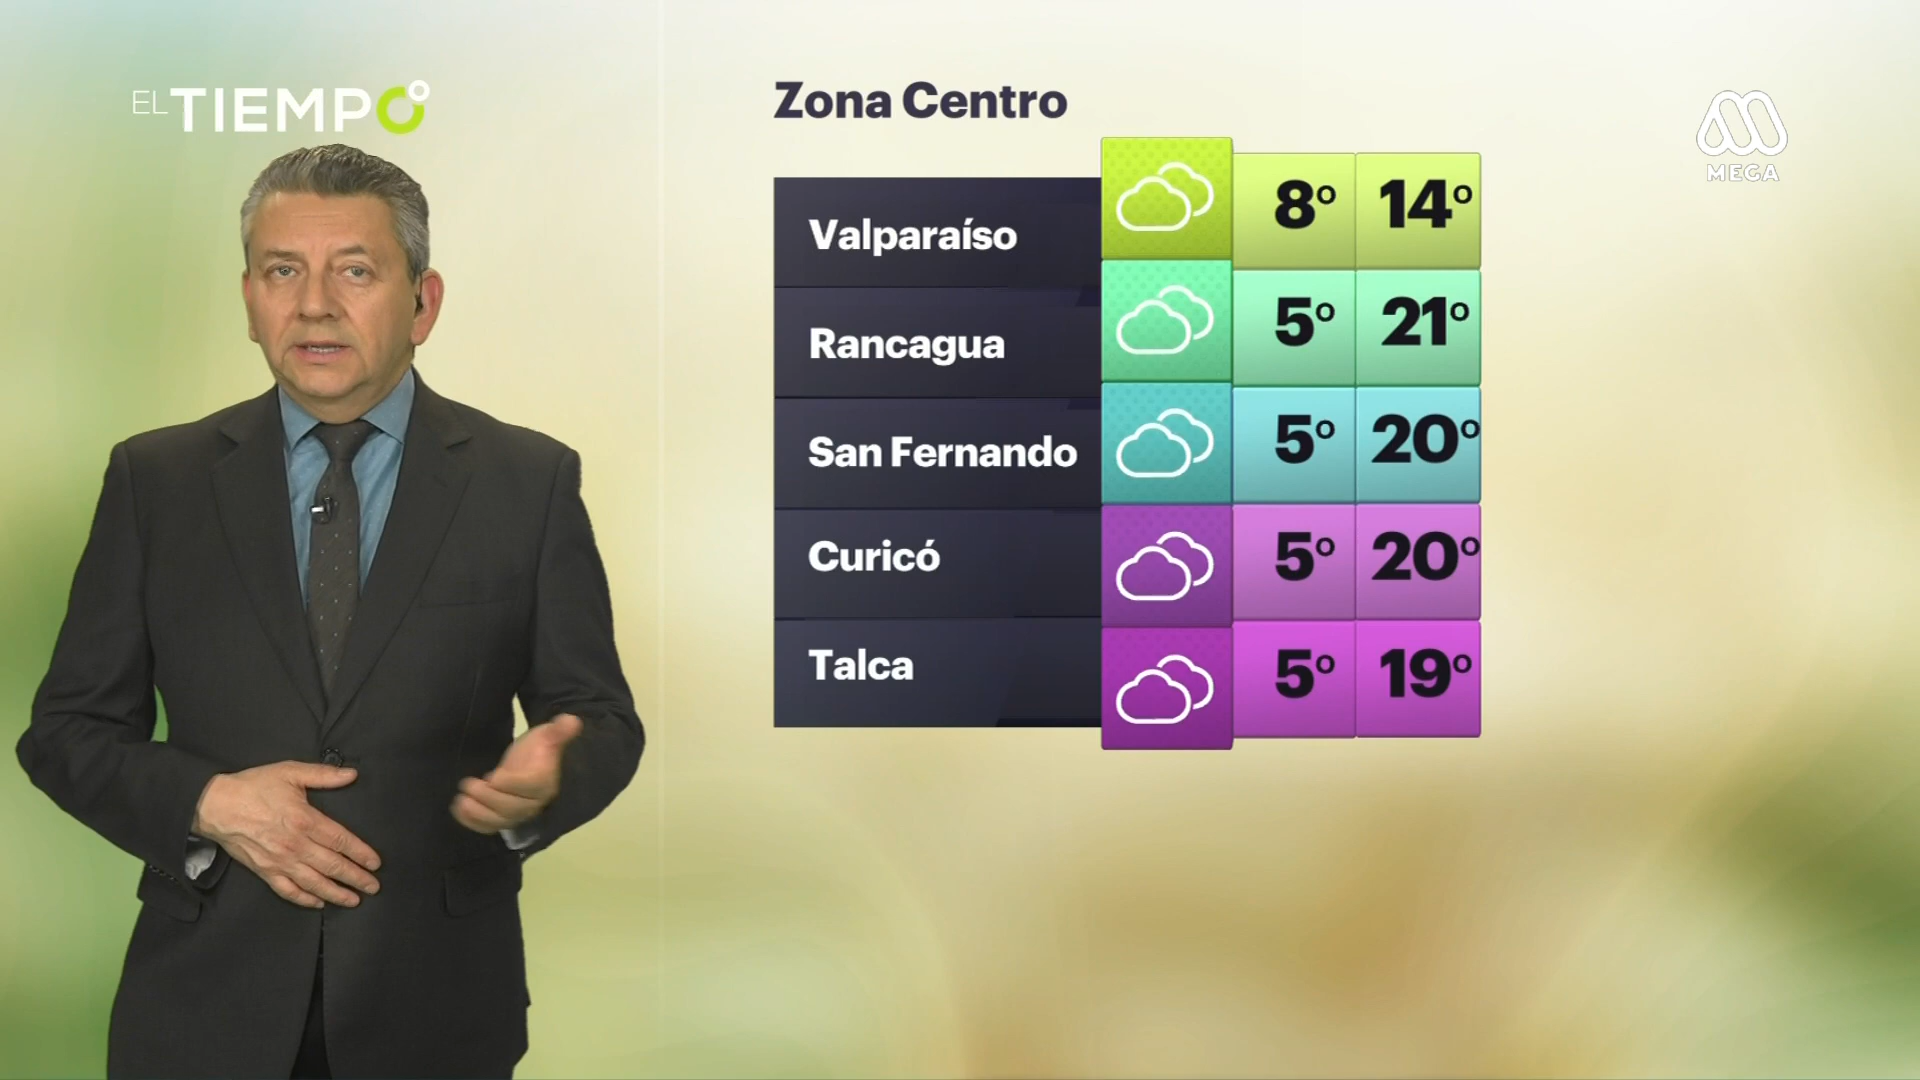 EL TIEMPO
Zona Centro
MEGA
Valparaíso 8° 14°
Rancagua 5° 21°
San Fernando 5° 20°
Curicó 5° 20°
Talca 5° 19°